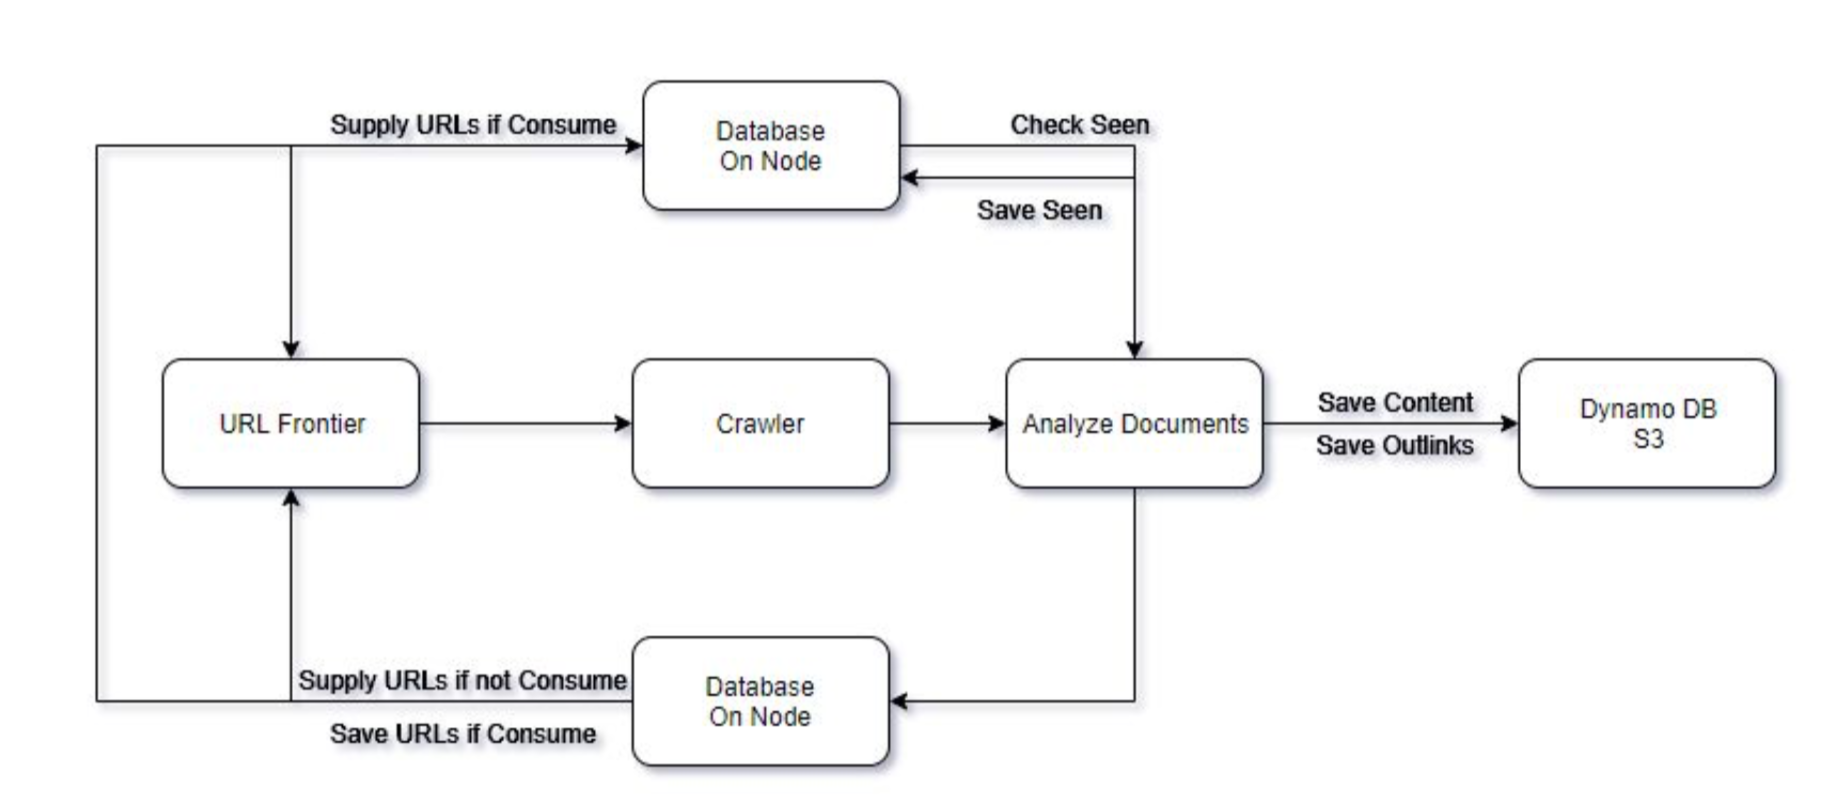 Supply URLs if Consume
Database
On Node
Check Seen
Save Seen
URL Frontier
Crawler
Analyze Documents
Save Content
Save Outlinks
Dynamo DB
S3
Supply URLs if not Consume
Save URLs if Consume
Database
On Node